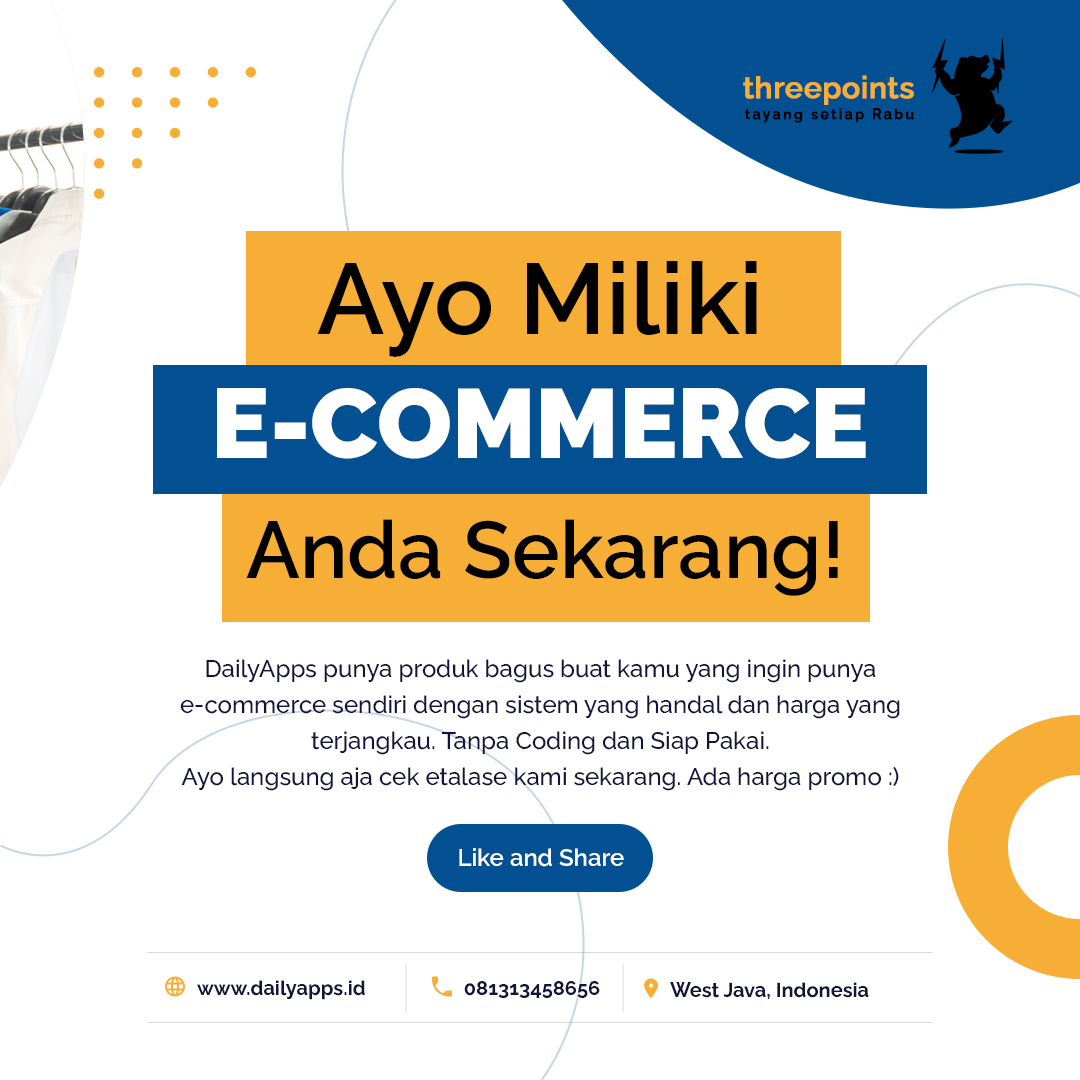 threepoints
tayang setiap Rabu
Ayo Miliki
E-COMMERCE
Anda Sekarang!
DailyApps punya produk bagus buat kamu yang ingin punya
e-commerce sendiri dengan sistem yang handal dan harga yang
terjangkau. Tanpa Coding dan Siap Pakai.
Ayo langsung aja cek etalase kami sekarang. Ada harga promo :)
Like and Share
www.dailyapps.id
081313458656
West Java, Indonesia